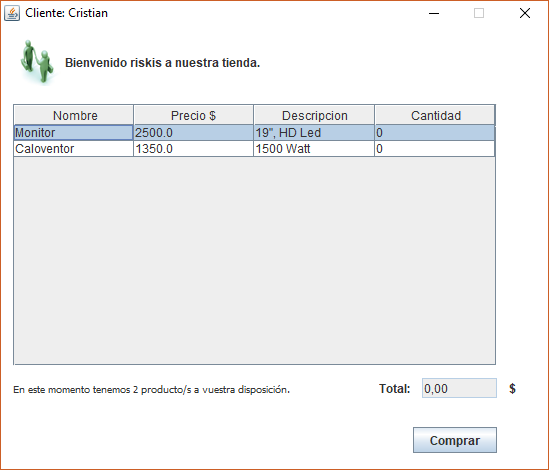 Cliente: Cristian
Bienvenido riskis a nuestra tienda.
Nombre Precio $ Descripcion Cantidad
Monitor 2500.0 19", HD Led 0
Caloventor 1350.0 1500 Watt 0
En este momento tenemos 2 producto/s a vuestra disposición. Total: 0,00 $
Comprar